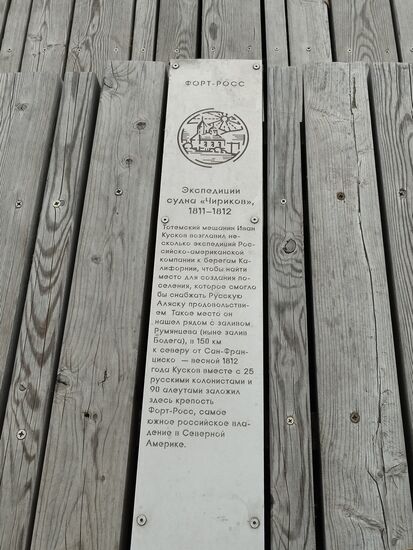 ФОРТ-РОСС
Экспедиции
судна «Чириков»,
1811–1812
Тотемский мещанин Иван
Кусков возглавил не-
сколько экспедиций Рос-
сийско-американской
компании к берегам Ка-
лифорнии, чтобы найти
место для создания по-
селения, которое смогло
бы снабжать Русскую
Аляску продовольстви-
ем. Такое место он
нашел рядом с заливом
Румянцева (ныне залив
Бодега), в 150 км
к северу от Сан-Фран-
циско — весной 1812
года Кусков вместе с 25
русскими колонистами и
90 алеутами заложил
здесь крепость
Форт-Росс, самое
южное российское вла-
дение в Северной
Америке.